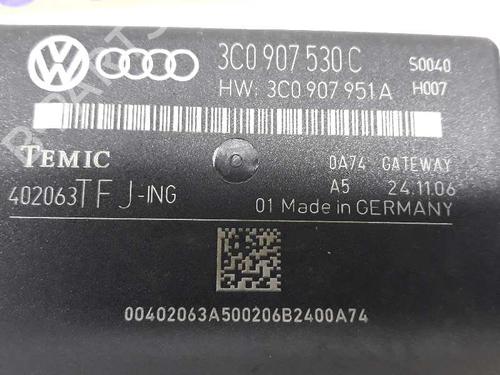 3C0 907 530 C S0040
HW: 3C0 907 951 A H007
TEMIC 0A74 GATEWAY
402063TFJ-ING A5 24.11.06
01 Made in GERMANY
00402063A500206B2400A74